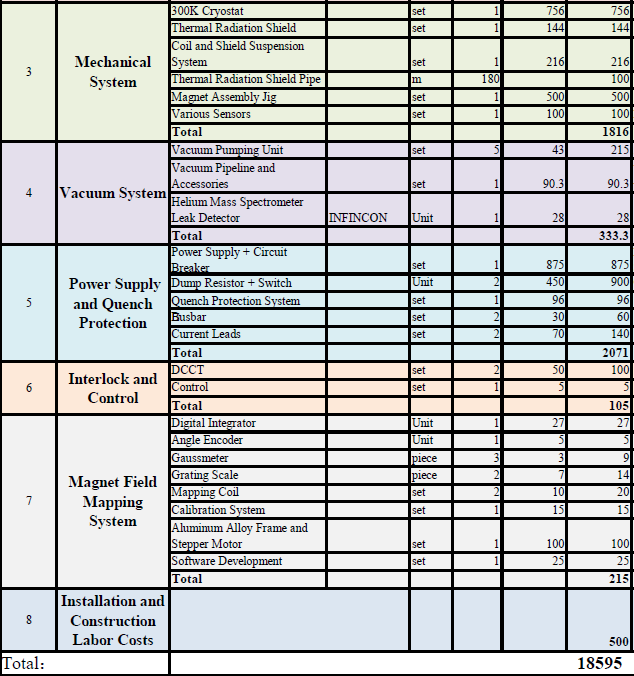 300K Cryostat set 1 756 756
Thermal Radiation Shield set 1 144 144
Coil and Shield Suspension
System set 1 216 216
3 Mechanical System
Thermal Radiation Shield Pipe m 180 100
Magnet Assembly Jig set 1 500 500
Various Sensors set 1 100 100
Total 1816
Vacuum Pumping Unit set 5 43 215
Vacuum Pipeline and
Accessories set 1 90.3 90.3
4 Vacuum System
Helium Mass Spectrometer
Leak Detector INFINCON Unit 1 28 28
Total 333.3
Power Supply + Circuit
Breaker set 1 875 875
Dump Resistor + Switch Unit 2 450 900
5 Power Supply and Quench Protection
Quench Protection System set 1 96 96
Busbar set 2 30 60
Current Leads set 2 70 140
Total 2071
6 Interlock and Control
DCCT set 2 50 100
Control set 1 5 5
Total 105
Digital Integrator Unit 1 27 27
Angle Encoder Unit 1 5 5
Gaussmeter piece 3 3 9
Grating Scale piece 2 7 14
7 Magnet Field Mapping System
Mapping Coil set 2 10 20
Calibration System set 1 15 15
Aluminum Alloy Frame and
Stepper Motor set 1 100 100
Software Development set 1 25 25
Total 215
8 Installation and Construction Labor Costs 500
Total: 18595